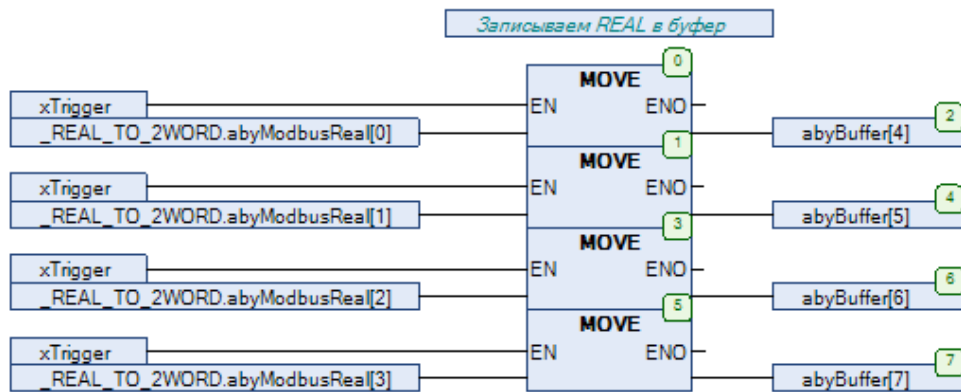 Записываем REAL в буфер
0
MOVE
xTrigger
EN ENO
_REAL_TO_2WORD.abyModbusReal[0]
abyBuffer[4]
2
1
MOVE
xTrigger
EN ENO
_REAL_TO_2WORD.abyModbusReal[1]
abyBuffer[5]
4
3
MOVE
xTrigger
EN ENO
_REAL_TO_2WORD.abyModbusReal[2]
abyBuffer[6]
6
5
MOVE
xTrigger
EN ENO
_REAL_TO_2WORD.abyModbusReal[3]
abyBuffer[7]
7